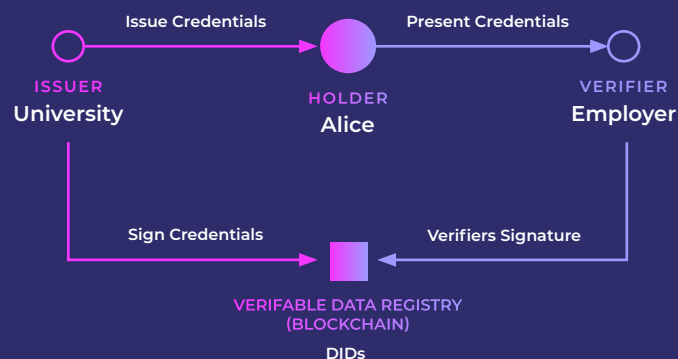 Issue Credentials
Present Credentials
ISSUER
University
HOLDER
Alice
VERIFIER
Employer
Sign Credentials
Verifiers Signature
VERIFABLE DATA REGISTRY
(BLOCKCHAIN)
DIDs